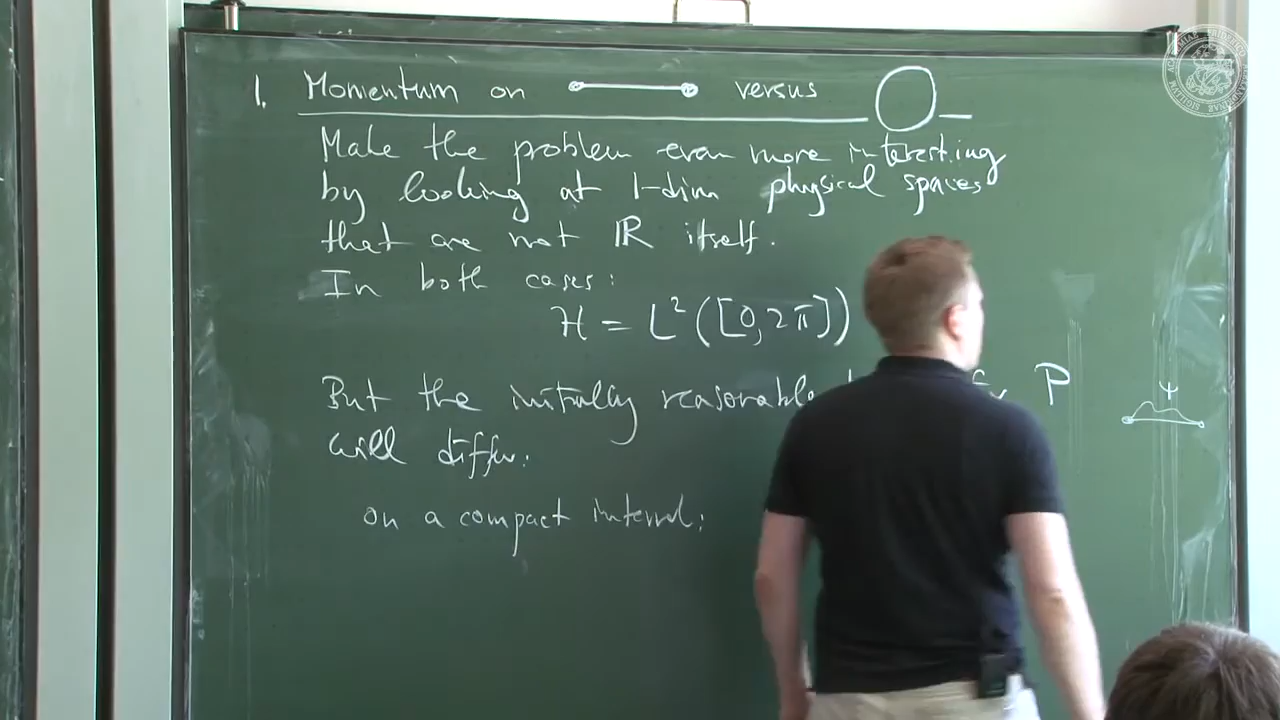 1. Momentum on versus
Make the problem even more interesting
by looking at 1-dim physical spaces
that are not ℝ itself.
In both cases:
H = L²([0,2π])
But the initially reasonable P
will differ:
ψ
on a compact interval: